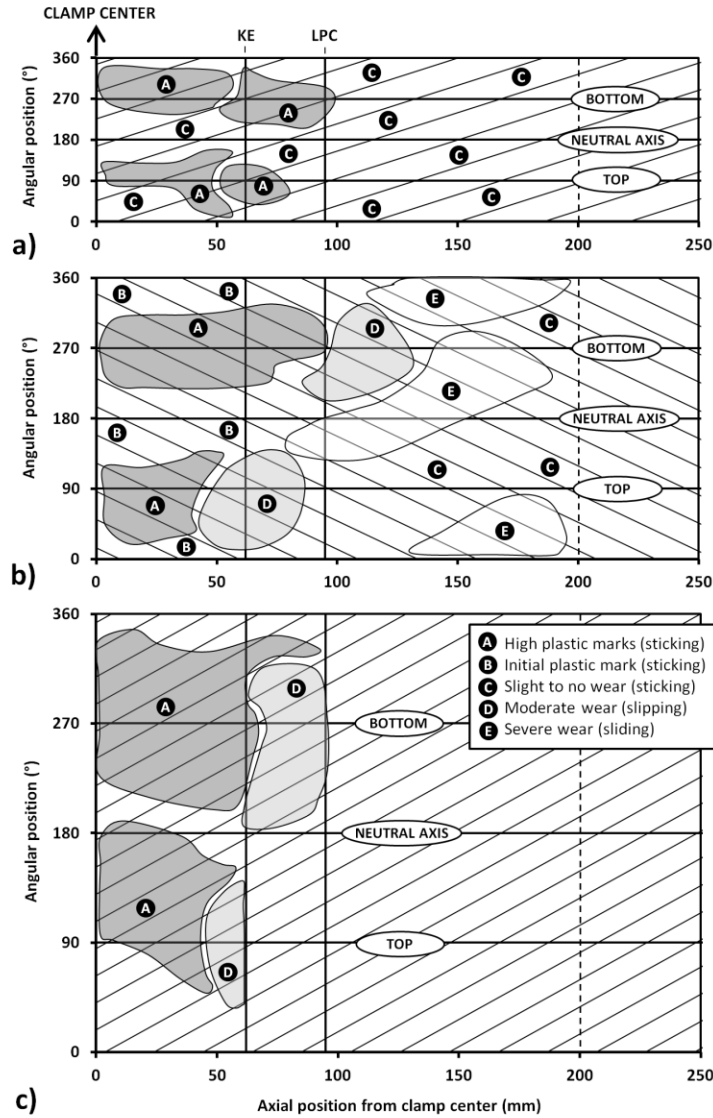 CLAMP CENTER
KE LPC
360
270
180
90
0
Angular position (°)
A
C
C
C
A
BOTTOM
C
C
NEUTRAL AXIS
C
C
C
A
A
C
C
TOP
0 50 100 150 200 250
a)
360
270
180
90
0
Angular position (°)
B
B
A
D
E
C
BOTTOM
B
B
E
NEUTRAL AXIS
A
D
C
C
TOP
B
E
0 50 100 150 200 250
b)
360
270
180
90
0
Angular position (°)
A High plastic marks (sticking)
B Initial plastic mark (sticking)
C Slight to no wear (sticking)
D Moderate wear (slipping)
E Severe wear (sliding)
A
D
BOTTOM
NEUTRAL AXIS
A
D
TOP
0 50 100 150 200 250
c)
Axial position from clamp center (mm)